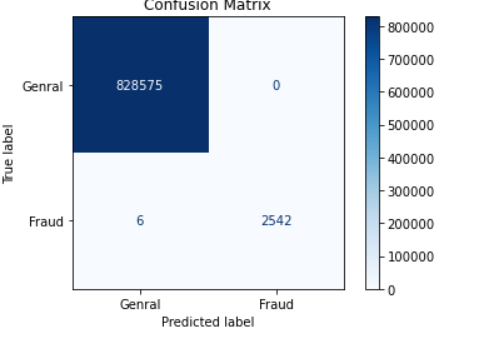 Confusion Matrix
True label
Genral
828575 0
Fraud
6 2542
Genral Fraud
Predicted label
800000
700000
600000
500000
400000
300000
200000
100000
0